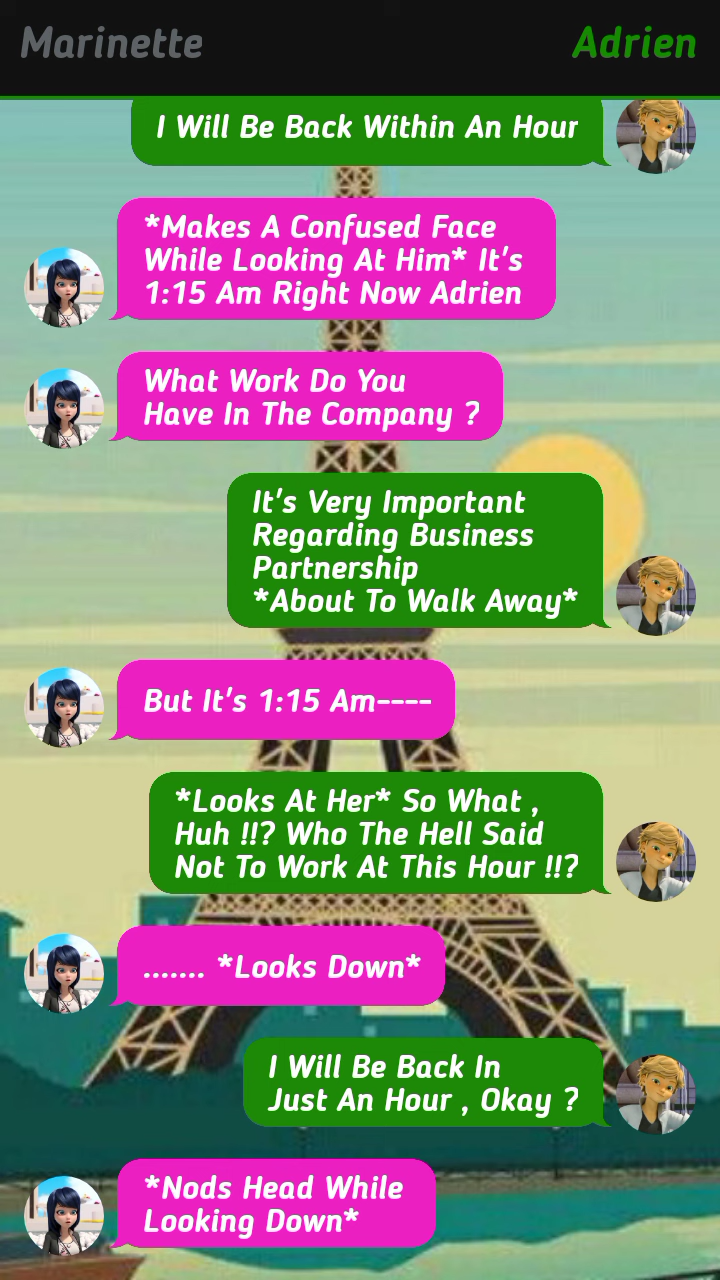 Marinette
Adrien
I Will Be Back Within An Hour
*Makes A Confused Face
While Looking At Him* It's
1:15 Am Right Now Adrien
What Work Do You
Have In The Company ?
It's Very Important
Regarding Business
Partnership
*About To Walk Away*
But It's 1:15 Am----
*Looks At Her* So What ,
Huh !!? Who The Hell Said
Not To Work At This Hour !!?
....... *Looks Down*
I Will Be Back In
Just An Hour , Okay ?
*Nods Head While
Looking Down*